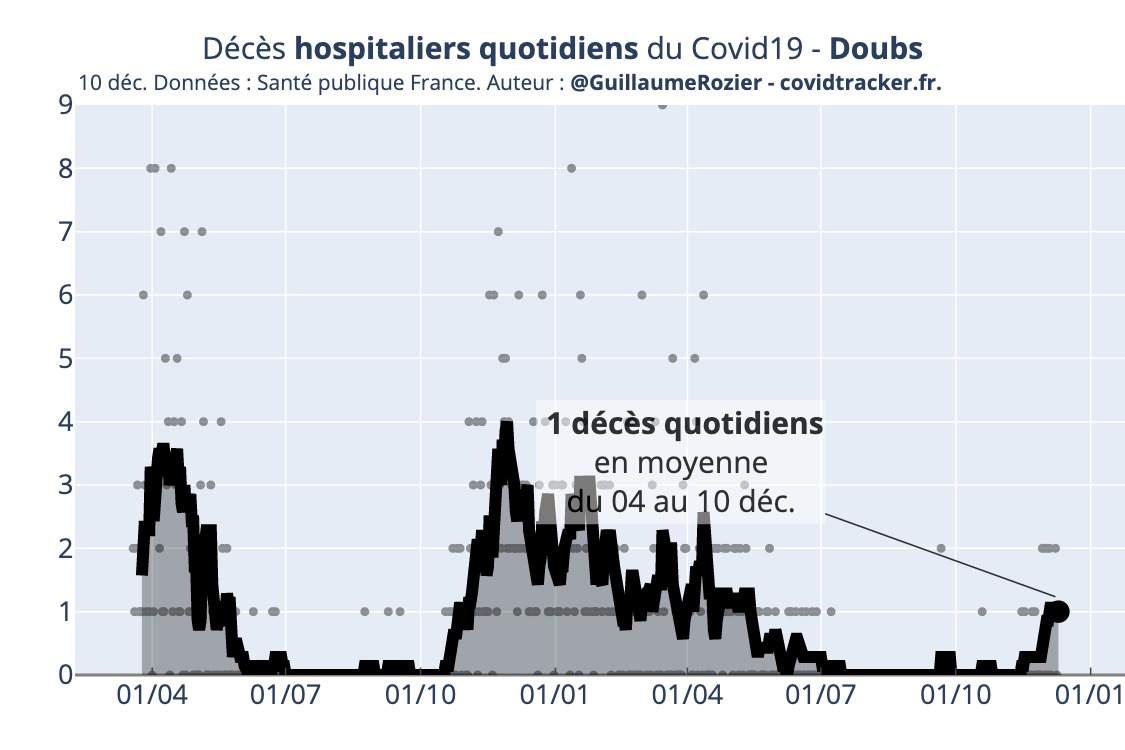 Décès hospitaliers quotidiens du Covid19 - Doubs
10 déc. Données : Santé publique France. Auteur : @GuillaumeRozier - covidtracker.fr.
9
8
7
6
5
4
3
2
1
0
1 décès quotidiens
en moyenne
du 04 au 10 déc.
01/04 01/07 01/10 01/01 01/04 01/07 01/10 01/01